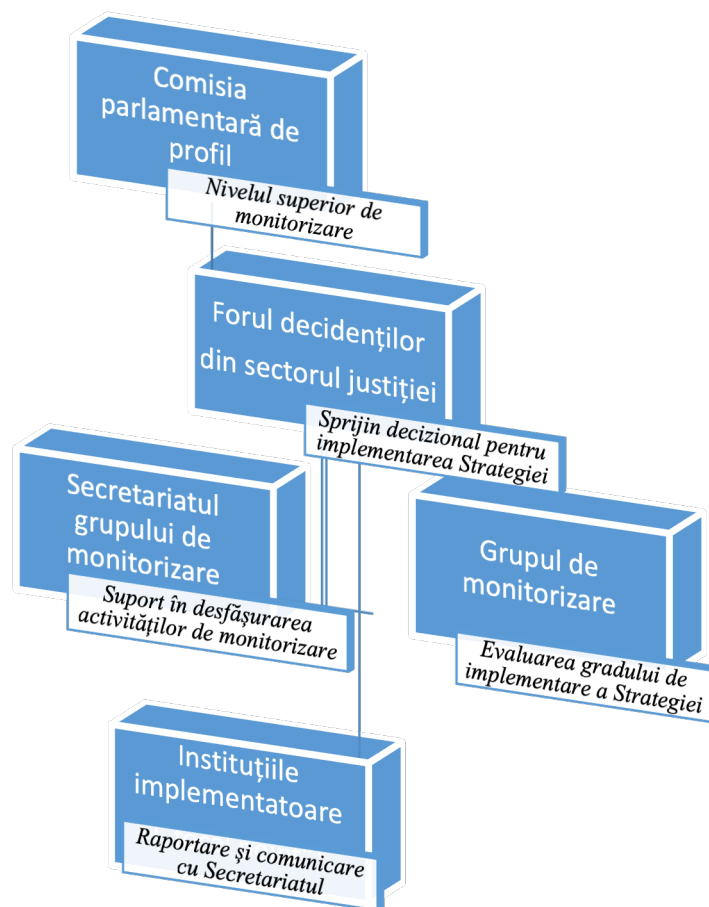 Comisia
parlamentară de
profil
Nivelul superior de
monitorizare
Forul decidenților
din sectorul justiției
Sprijin decizional pentru
implementarea Strategiei
Secretariatul
grupului de
monitorizare
Suport în desfășurarea
activităților de monitorizare
Grupul de
monitorizare
Evaluarea gradului de
implementare a Strategiei
Instituțiile
implementatoare
Raportare și comunicare
cu Secretariatul